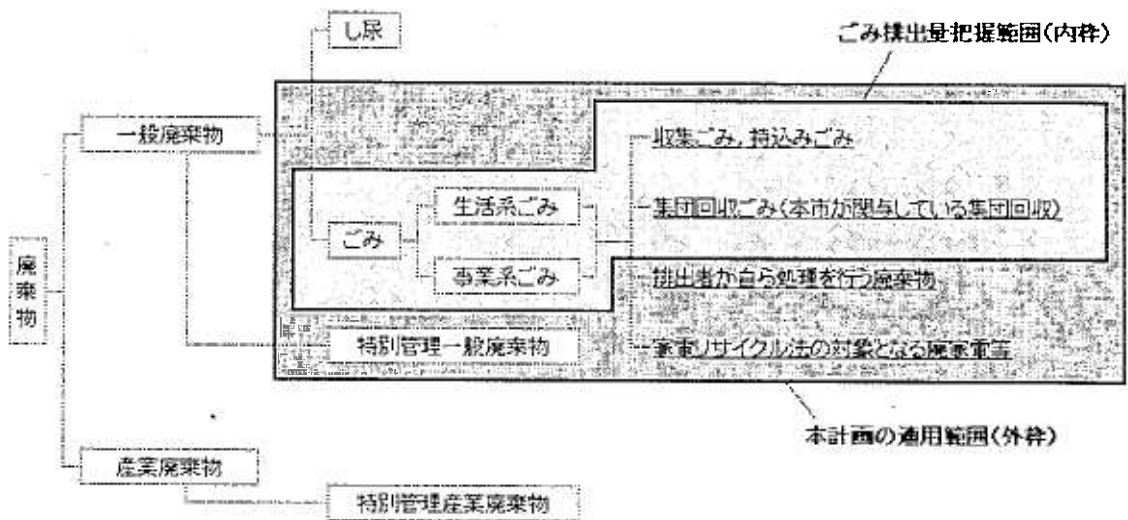 し尿
ごみ排出量把握範囲(内枠)
一般廃棄物
収集ごみ,持込みごみ
生活系ごみ
集団回収ごみ(本市が関与している集団回収)
ごみ
廃棄物
事業系ごみ
排出者が自ら処理を行う廃棄物
特別管理一般廃棄物
家電リサイクル法の対象となる廃家電等
本計画の適用範囲(外枠)
産業廃棄物
特別管理産業廃棄物